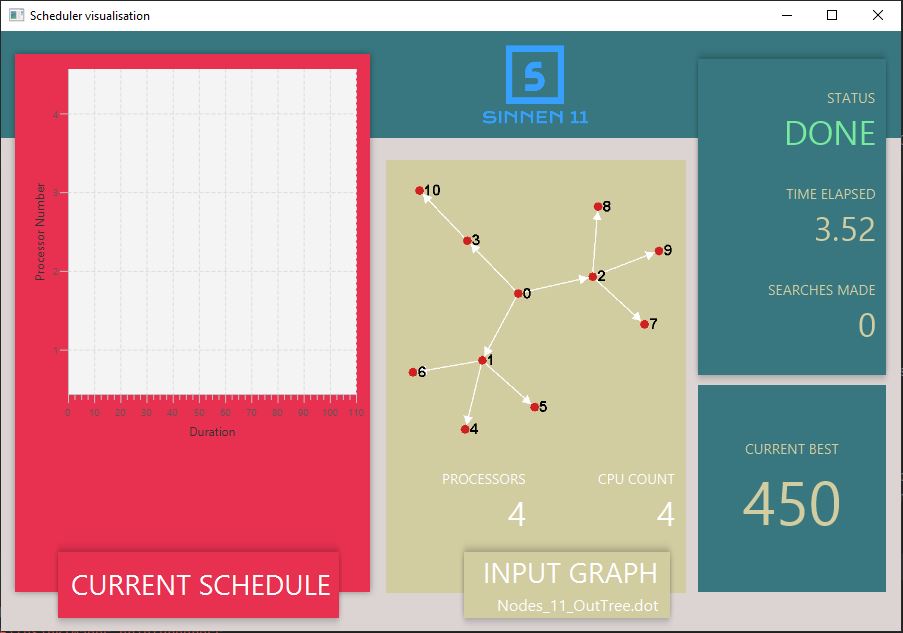 Scheduler visualisation
S
SINNEN 11
Processor Number
4
3
2
1
0 10 20 30 40 50 60 70 80 90 100 110
Duration
CURRENT SCHEDULE
10
8
3
9
2
0
7
1
6
5
4
PROCESSORS
4
CPU COUNT
4
INPUT GRAPH
Nodes_11_OutTree.dot
STATUS
DONE
TIME ELAPSED
3.52
SEARCHES MADE
0
CURRENT BEST
450